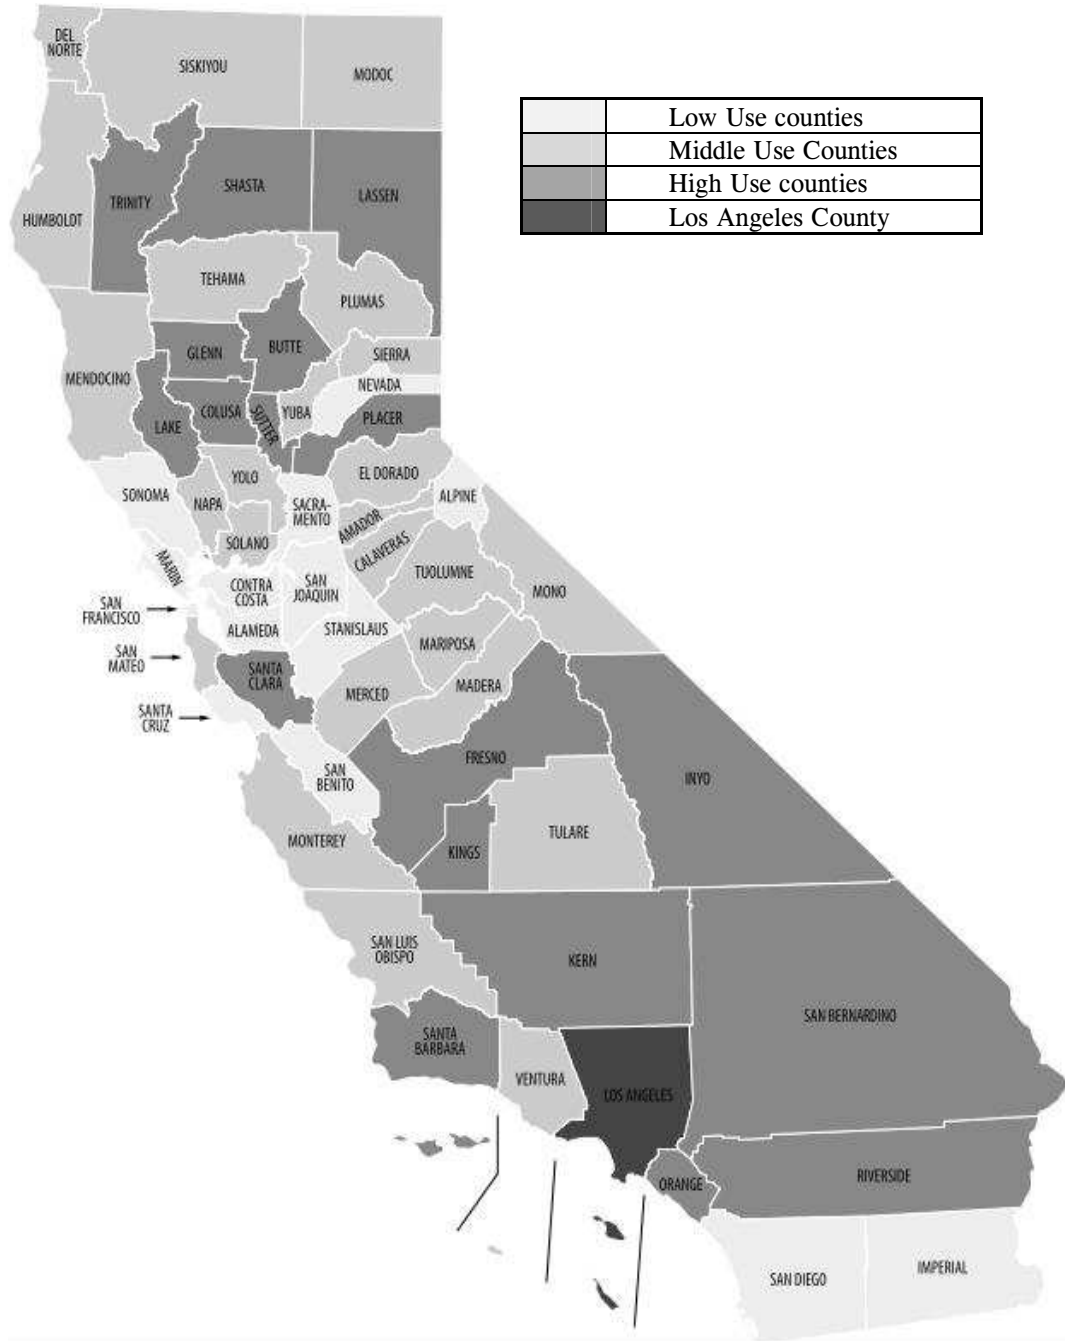 DEL
NORTE
SISKIYOU
MODOC
Low Use counties
Middle Use Counties
High Use counties
Los Angeles County
HUMBOLDT
TRINITY
SHASTA
LASSEN
TEHAMA
PLUMAS
MENDOCINO
GLENN
BUTTE
SIERRA
NEVADA
LAKE
COLUSA
SUTTER
YUBA
PLACER
SONOMA
NAPA
YOLO
EL DORADO
SACRA-
MENTO
ALPINE
SOLANO
AMADOR
CALAVERAS
MARIN
CONTRA
COSTA
SAN
JOAQUIN
TUOLUMNE
MONO
SAN
FRANCISCO
ALAMEDA
STANISLAUS
MARIPOSA
SAN
MATEO
SANTA
CLARA
MERCED
MADERA
SANTA
CRUZ
SAN
BENITO
FRESNO
INYO
MONTEREY
KINGS
TULARE
SAN LUIS
OBISPO
KERN
SAN BERNARDINO
SANTA
BARBARA
VENTURA
LOS ANGELES
ORANGE
RIVERSIDE
SAN DIEGO
IMPERIAL